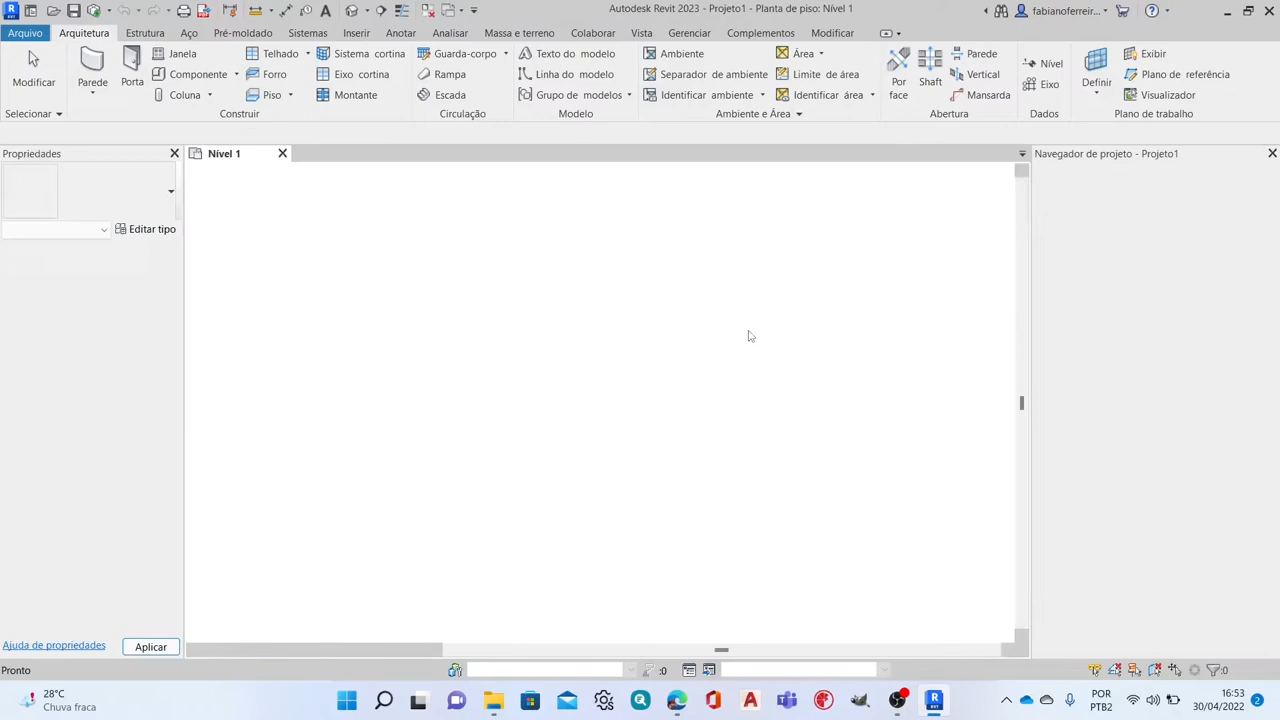 Autodesk Revit 2023 - Projeto1 - Planta de piso: Nível 1
fabianoferreir...
Arquivo Arquitetura Estrutura Aço Pré-moldado Sistemas Inserir Anotar Analisar Massa e terreno Colaborar Vista Gerenciar Complementos Modificar
Modificar
Selecionar
Parede
Porta
Janela
Componente
Coluna
Telhado
Forro
Piso
Sistema cortina
Eixo cortina
Montante
Construir
Guarda-corpo
Rampa
Escada
Circulação
Texto do modelo
Linha do modelo
Grupo de modelos
Modelo
Ambiente
Separador de ambiente
Identificar ambiente
Área
Limite de área
Identificar área
Ambiente e Área
Por
face
Shaft
Parede
Vertical
Mansarda
Abertura
Nível
Eixo
Dados
Definir
Exibir
Plano de referência
Visualizador
Plano de trabalho
Propriedades
Nível 1
Navegador de projeto - Projeto1
Editar tipo
Ajuda de propriedades
Aplicar
Pronto
:0
:0
28°C
Chuva fraca
POR
PTB2
16:53
30/04/2022
2